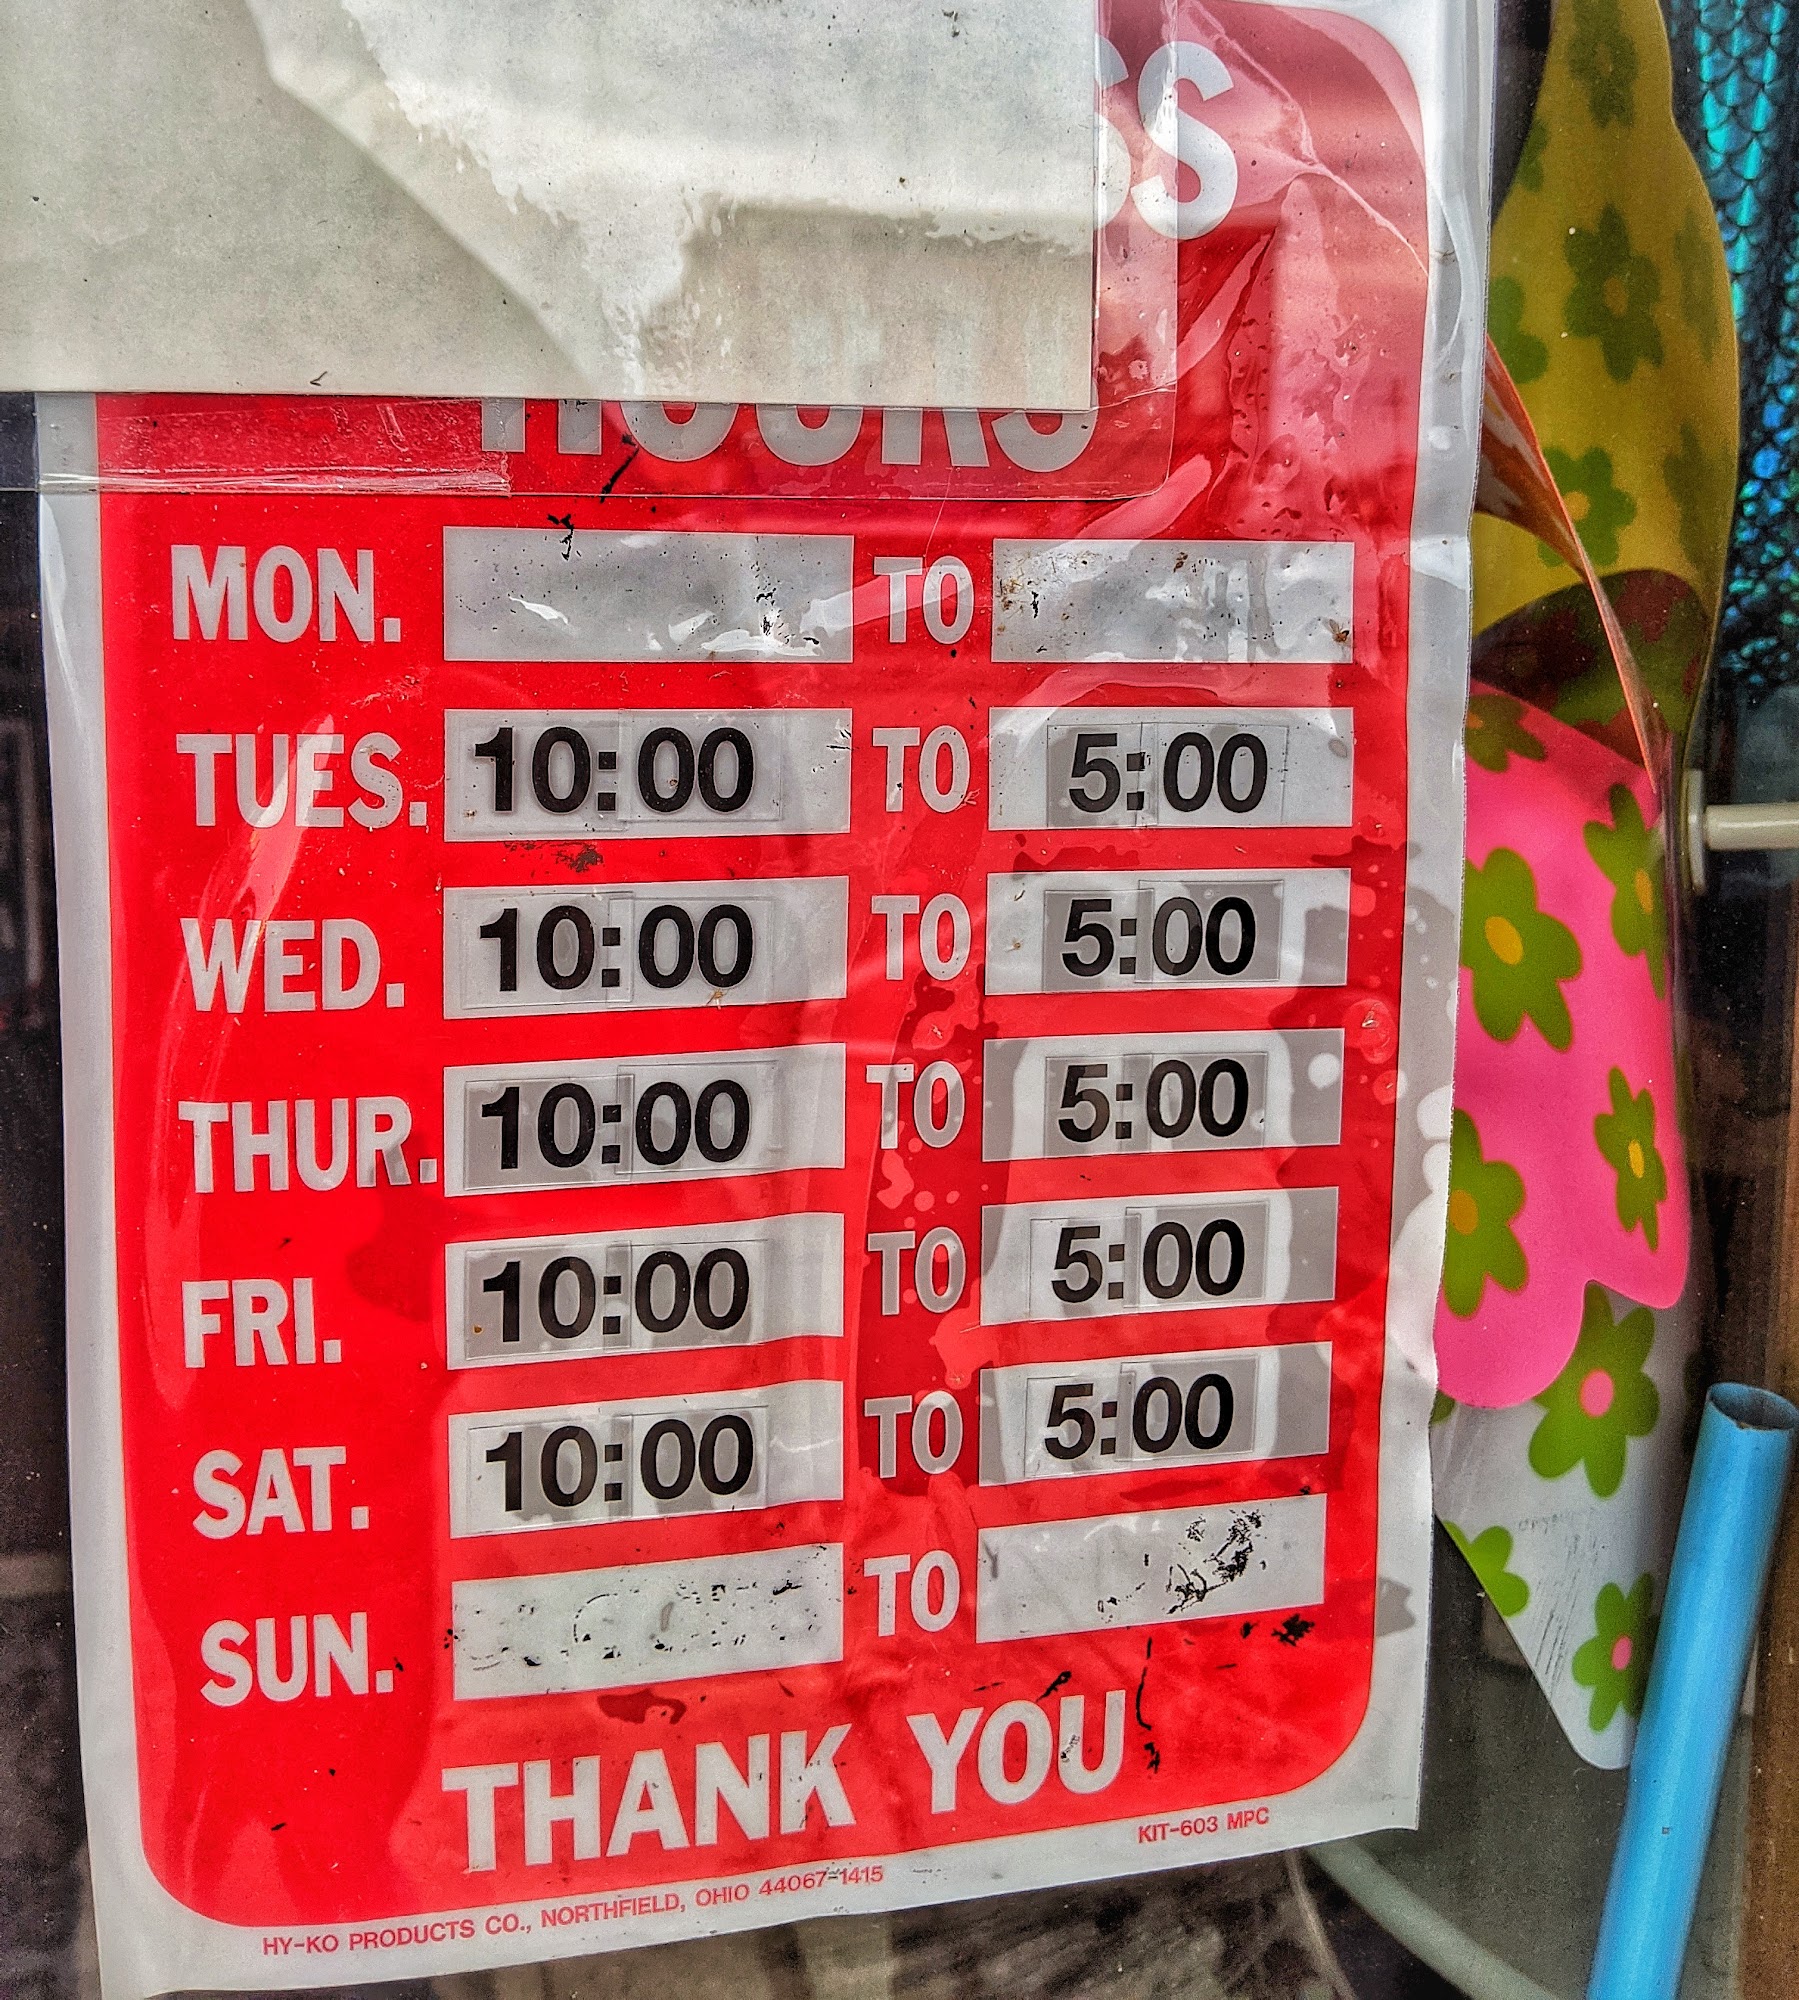 SS
HOURS
MON. TO
TUES. 10:00 TO 5:00
WED. 10:00 TO 5:00
THUR. 10:00 TO 5:00
FRI. 10:00 TO 5:00
SAT. 10:00 TO 5:00
SUN. TO
THANK YOU
KIT-603 MPC
HY-KO PRODUCTS CO., NORTHFIELD, OHIO 44067-1415